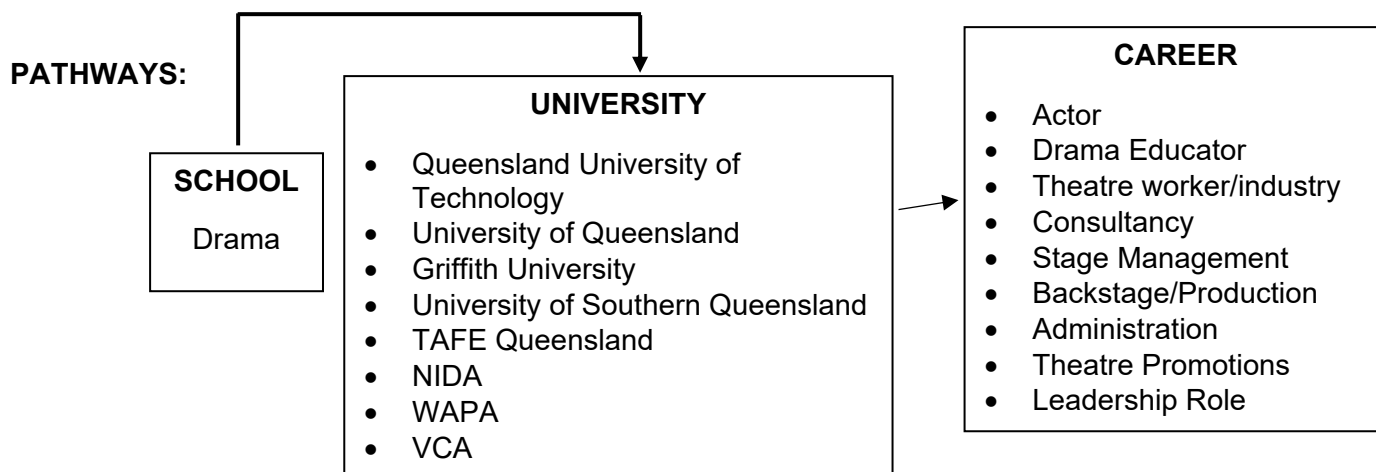 PATHWAYS:
SCHOOL
Drama
UNIVERSITY
• Queensland University of
Technology
• University of Queensland
• Griffith University
• University of Southern Queensland
• TAFE Queensland
• NIDA
• WAPA
• VCA
CAREER
• Actor
• Drama Educator
• Theatre worker/industry
• Consultancy
• Stage Management
• Backstage/Production
• Administration
• Theatre Promotions
• Leadership Role